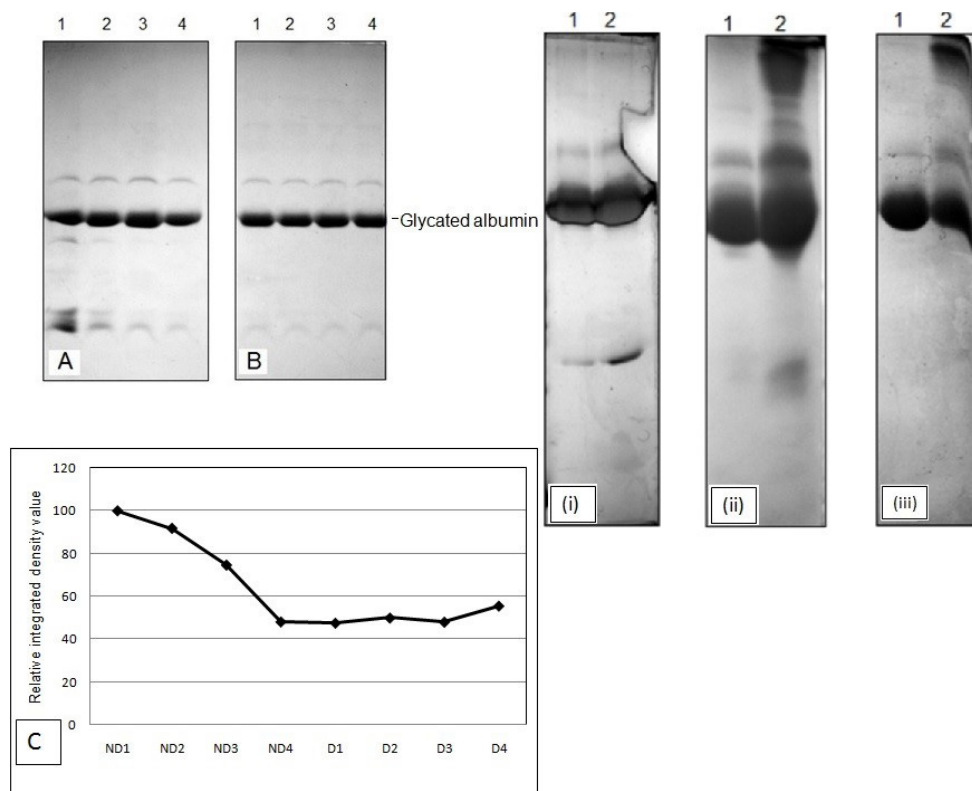 1 2 3 4
1 2 3 4
A
B
Glycated albumin
1 2
(i)
1 2
(ii)
1 2
(iii)
Relative integrated density value
120
100
80
60
40
20
0
ND1 ND2 ND3 ND4 D1 D2 D3 D4
C